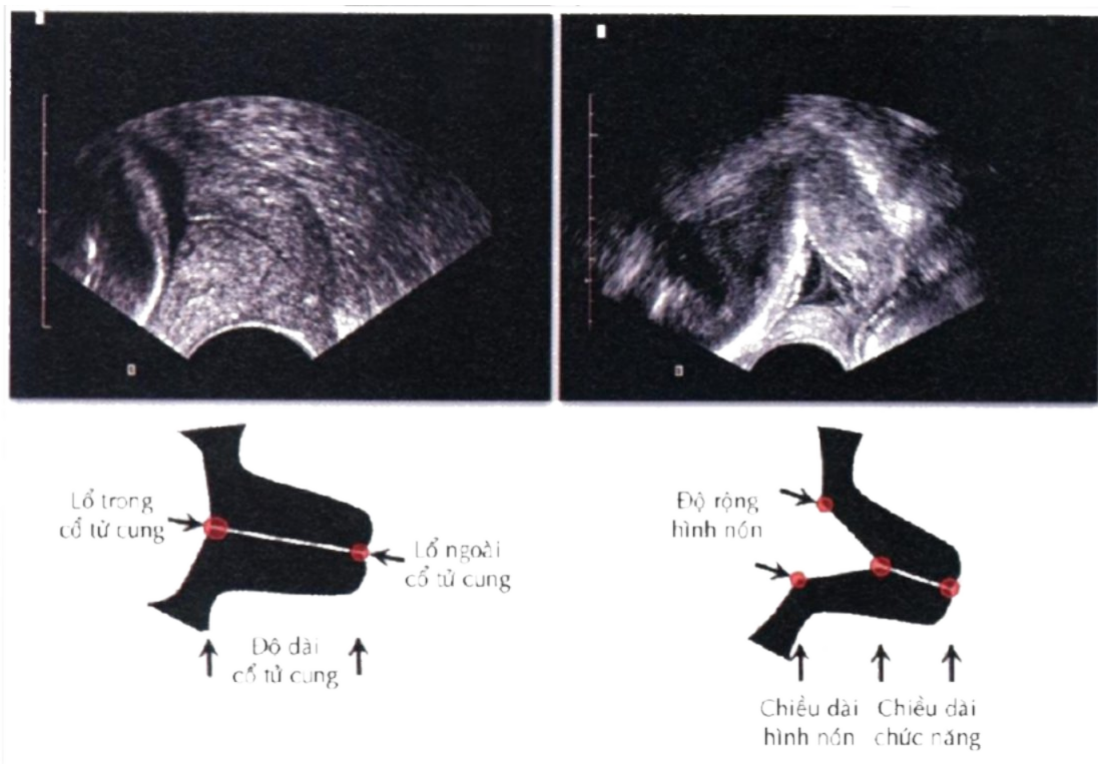 Lổ trong
cổ tử cung
Lổ ngoài
cổ tử cung
Độ dài
cổ tử cung
Độ rộng
hình nón
Chiều dài
hình nón
Chiều dài
chức năng